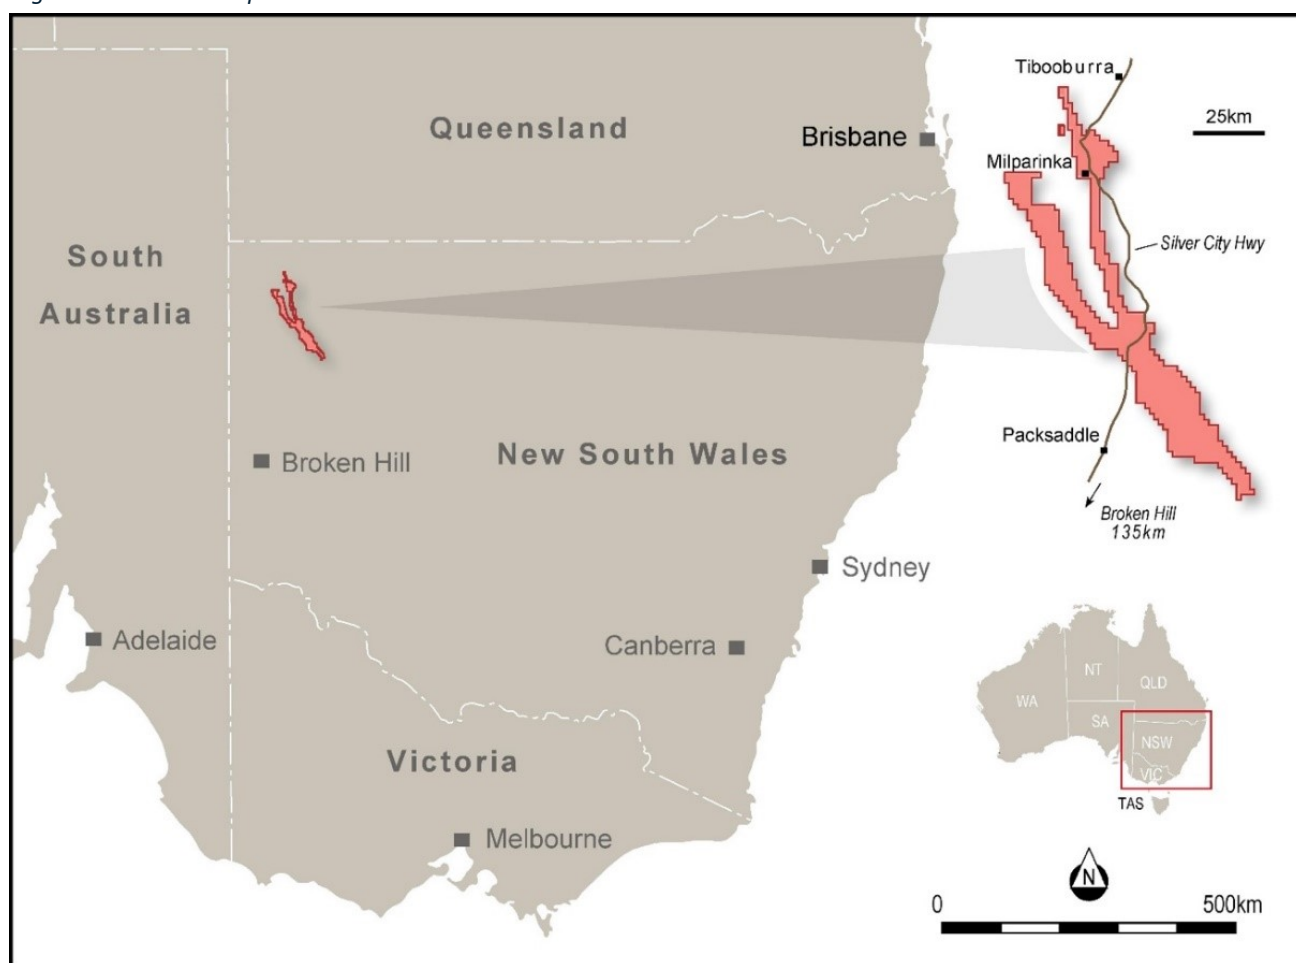 Queensland
Brisbane
South
Australia
Broken Hill
New South Wales
Sydney
Adelaide
Canberra
Victoria
Melbourne
Tibooburra
25km
Milparinka
Silver City Hwy
Packsaddle
Broken Hill
135km
NT
QLD
WA
SA
NSW
VIC
TAS
N
0
500km